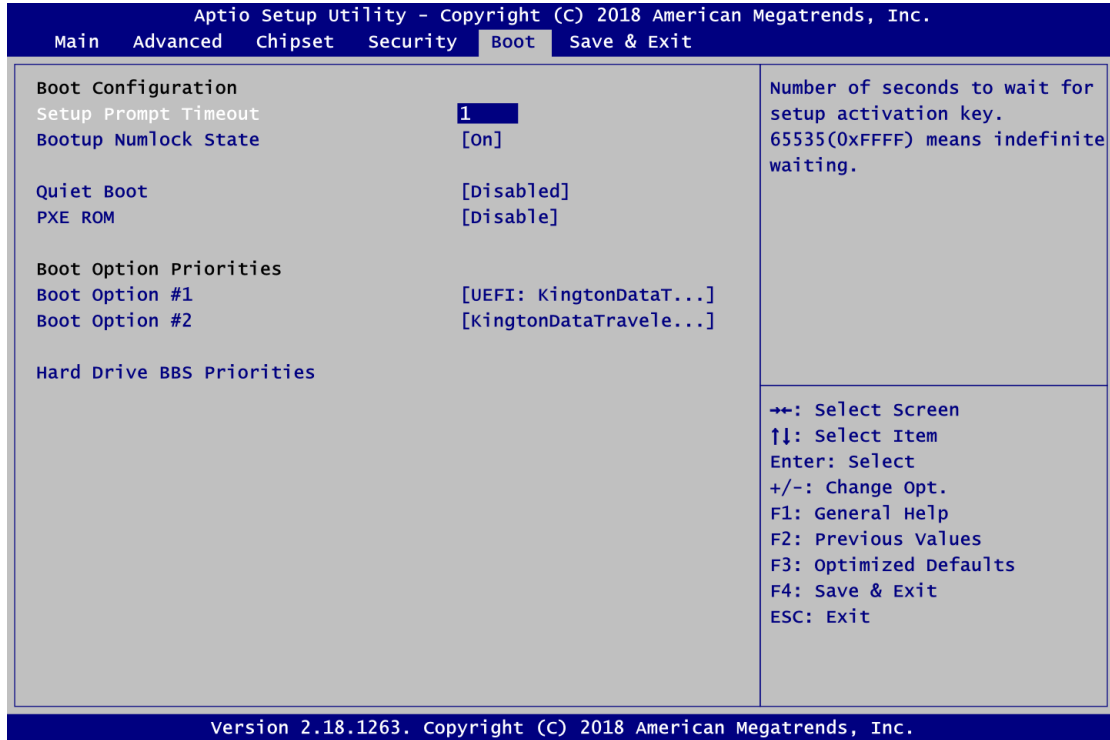 Aptio Setup Utility - Copyright (C) 2018 American Megatrends, Inc.
Main Advanced Chipset Security Boot Save & Exit
Boot Configuration
Setup Prompt Timeout 1
Bootup Numlock State [On]
Quiet Boot [Disabled]
PXE ROM [Disable]
Boot Option Priorities
Boot Option #1 [UEFI: KingtonDataT...]
Boot Option #2 [KingtonDataTravele...]
Hard Drive BBS Priorities
Number of seconds to wait for
setup activation key.
65535(0xFFFF) means indefinite
waiting.
→←: Select Screen
↑↓: Select Item
Enter: Select
+/-: Change Opt.
F1: General Help
F2: Previous Values
F3: Optimized Defaults
F4: Save & Exit
ESC: Exit
Version 2.18.1263. Copyright (C) 2018 American Megatrends, Inc.